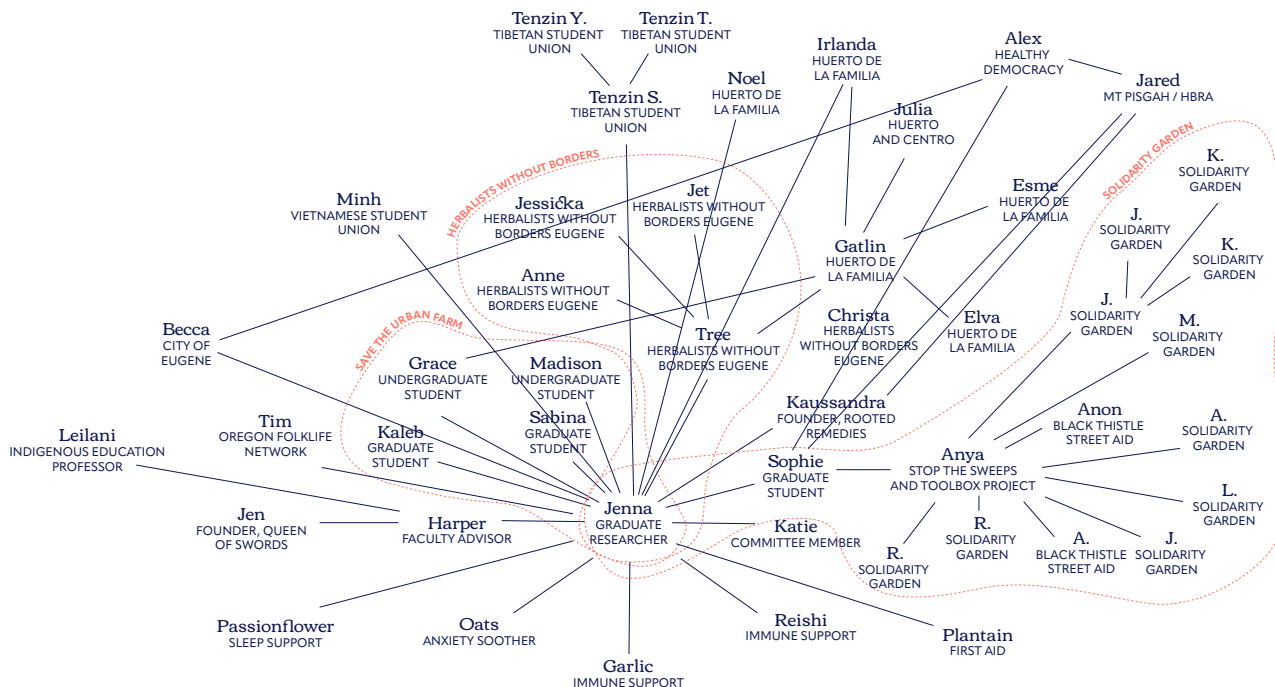 Tenzin Y.
TIBETAN STUDENT
UNION
Tenzin T.
TIBETAN STUDENT
UNION
Irlanda
HUERTO DE
LA FAMILIA
Alex
HEALTHY
DEMOCRACY
Noel
HUERTO DE
LA FAMILIA
Jared
MT PISGAH / HBRA
Tenzin S.
TIBETAN STUDENT
UNION
Julia
HUERTO
AND CENTRO
HERBALISTS WITHOUT BORDERS
SOLIDARITY GARDEN
K.
SOLIDARITY
GARDEN
Minh
VIETNAMESE STUDENT
UNION
Jessicka
HERBALISTS WITHOUT
BORDERS EUGENE
Jet
HERBALISTS WITHOUT
BORDERS EUGENE
Esme
HUERTO DE
LA FAMILIA
J.
SOLIDARITY
GARDEN
Gatlin
HUERTO DE
LA FAMILIA
K.
SOLIDARITY
GARDEN
Anne
HERBALISTS WITHOUT
BORDERS EUGENE
J.
SOLIDARITY
GARDEN
Becca
CITY OF
EUGENE
SAVE THE URBAN FARM
Tree
HERBALISTS WITHOUT
BORDERS EUGENE
Christa
HERBALISTS
WITHOUT BORDERS
EUGENE
Elva
HUERTO DE
LA FAMILIA
M.
SOLIDARITY
GARDEN
Grace
UNDERGRADUATE
STUDENT
Madison
UNDERGRADUATE
STUDENT
Kaussandra
FOUNDER, ROOTED
REMEDIES
Anon
BLACK THISTLE
STREET AID
A.
SOLIDARITY
GARDEN
Leilani
INDIGENOUS EDUCATION
PROFESSOR
Tim
OREGON FOLKLIFE
NETWORK
Kaleb
GRADUATE
STUDENT
Sabina
GRADUATE
STUDENT
Sophie
GRADUATE
STUDENT
Anya
STOP THE SWEEPS
AND TOOLBOX PROJECT
L.
SOLIDARITY
GARDEN
Jen
FOUNDER, QUEEN
OF SWORDS
Harper
FACULTY ADVISOR
Jenna
GRADUATE
RESEARCHER
Katie
COMMITTEE MEMBER
R.
SOLIDARITY
GARDEN
R.
SOLIDARITY
GARDEN
A.
BLACK THISTLE
STREET AID
J.
SOLIDARITY
GARDEN
Passionflower
SLEEP SUPPORT
Oats
ANXIETY SOOTHER
Garlic
IMMUNE SUPPORT
Reishi
IMMUNE SUPPORT
Plantain
FIRST AID